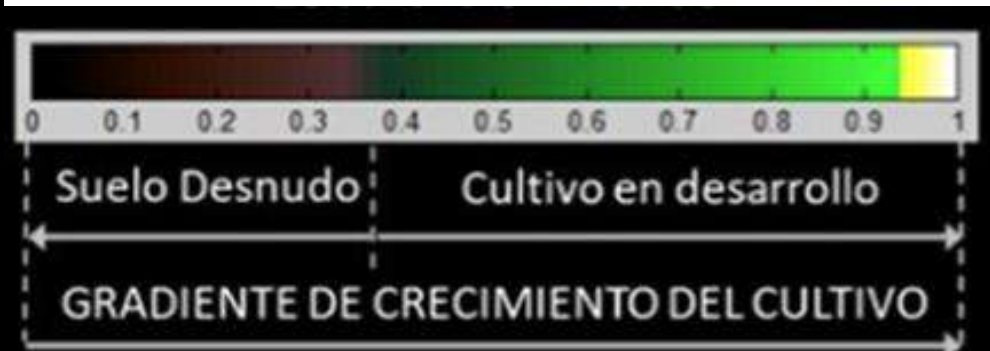 0 0.1 0.2 0.3 0.4 0.5 0.6 0.7 0.8 0.9 1
Suelo Desnudo Cultivo en desarrollo
GRADIENTE DE CRECIMIENTO DEL CULTIVO